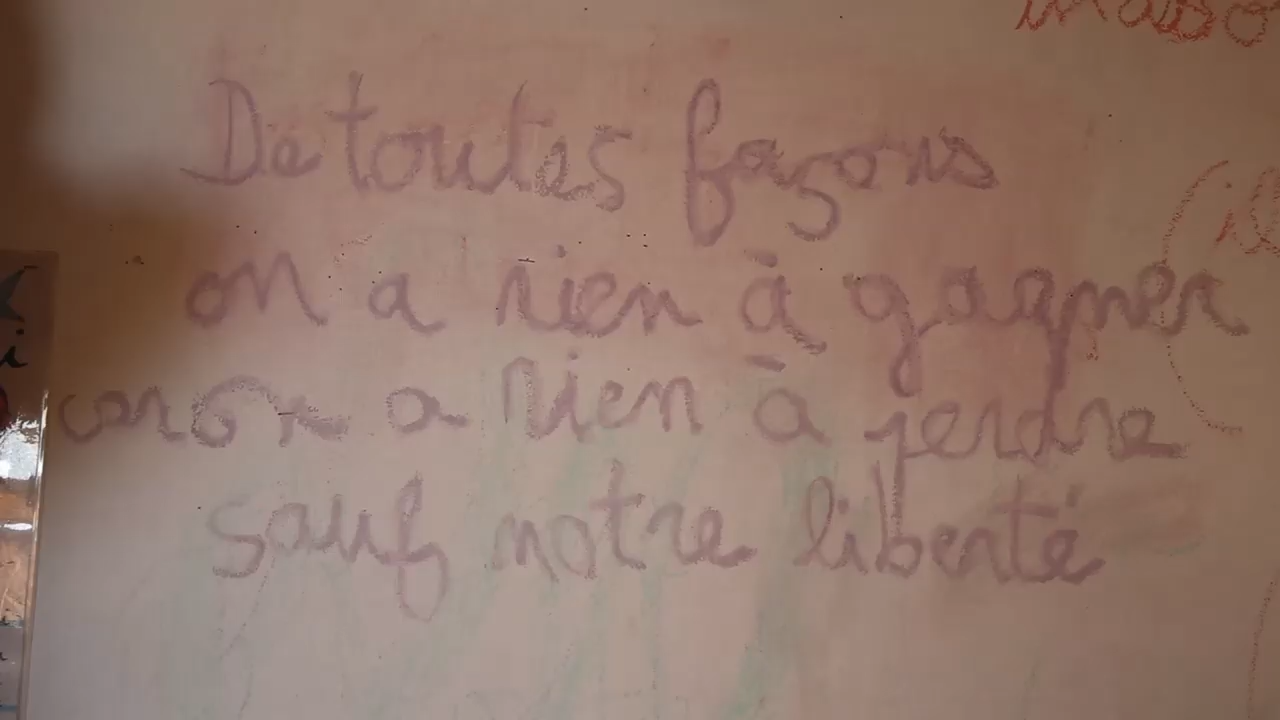 De toutes façons
on a rien à gagner
car on a rien à perdre
sauf notre liberté